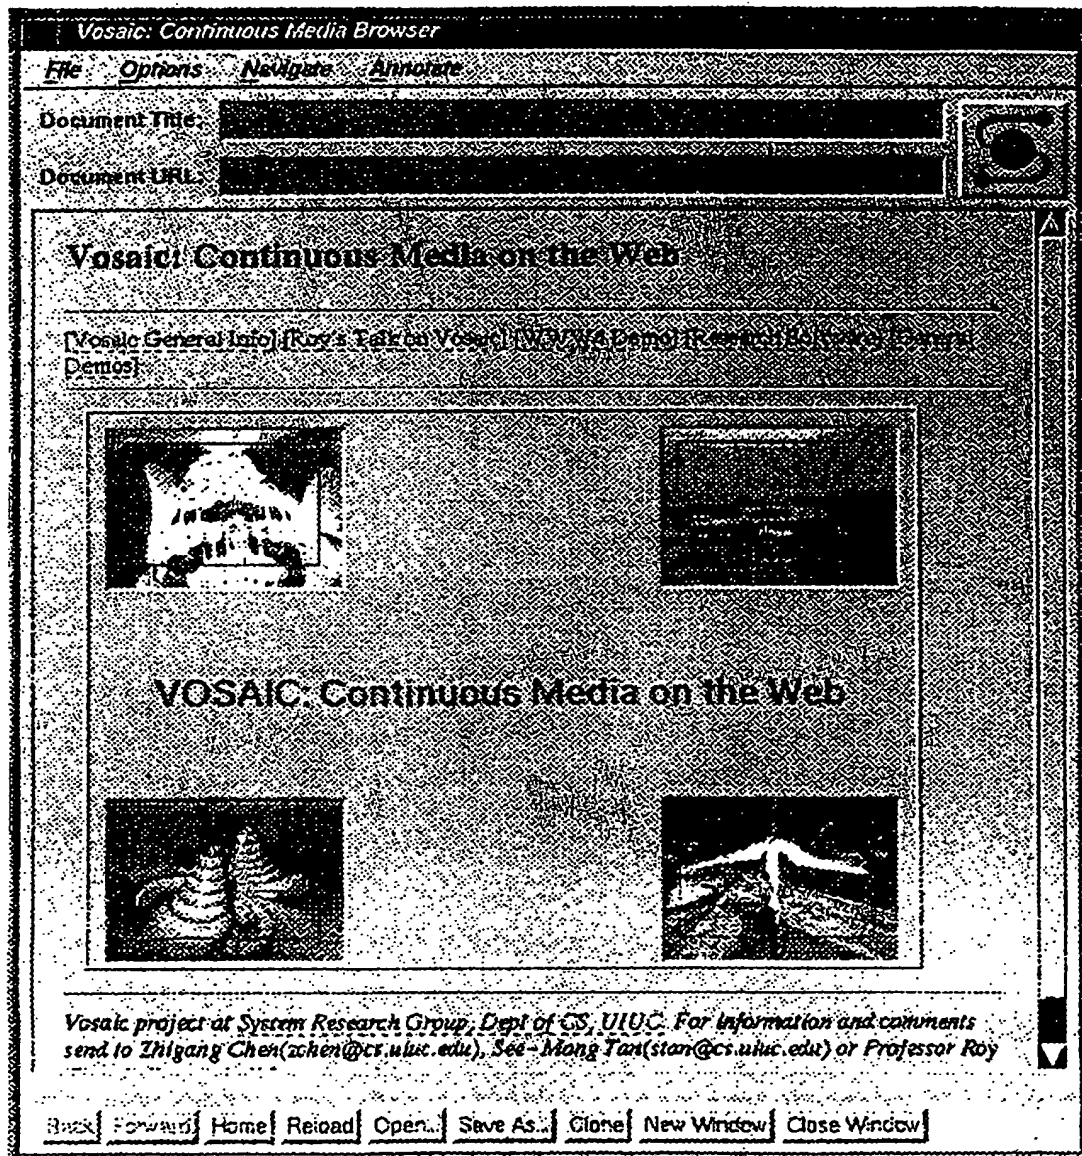 Vosaic: Continuous Media Browser
File Options Navigate Annotate
Document Title:
Document URL:
Vosaic: Continuous Media on the Web
[Vosaic General Info] [Roy's Talk on Vosaic] [WWW4 Demo] [Research Software] [General
Demos]
VOSAIC: Continuous Media on the Web
Vosaic project at System Research Group, Dept of CS, UIUC. For information and comments
send to Zhigang Chen(zchen@cs.uiuc.edu), See-Mong Tan(stan@cs.uiuc.edu) or Professor Roy
Back Forward Home Reload Open... Save As... Clone New Window Close Window